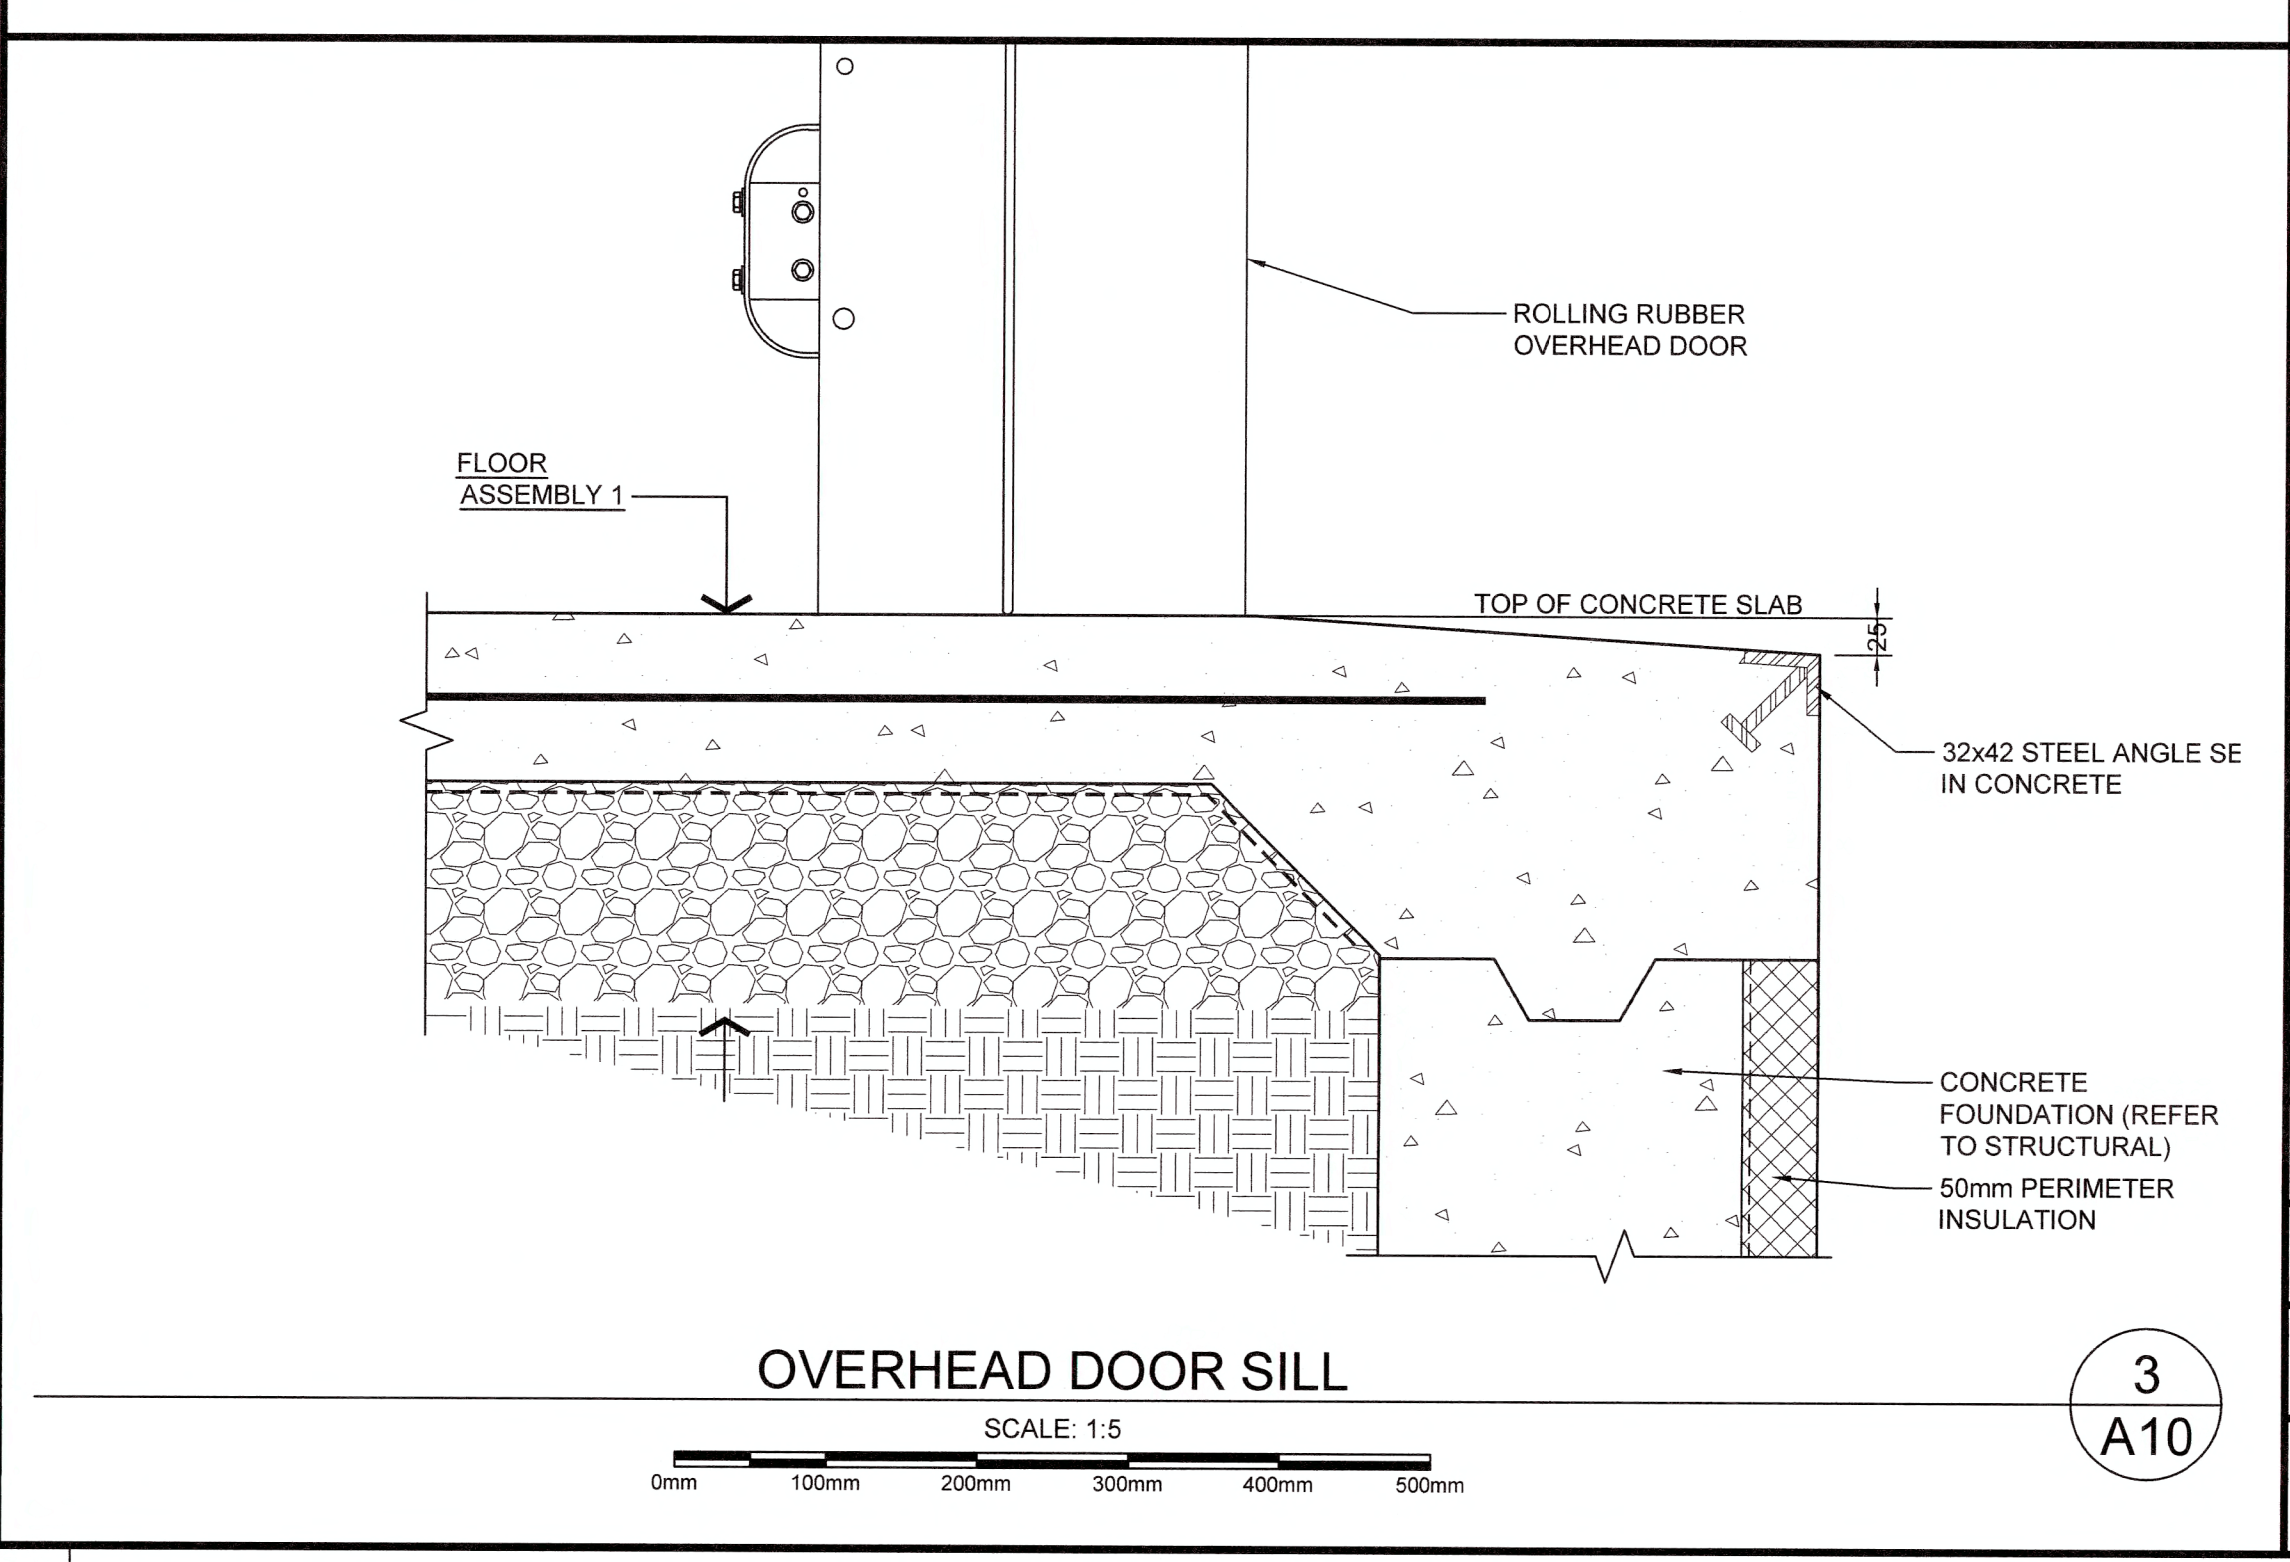 ROLLING RUBBER
OVERHEAD DOOR
FLOOR
ASSEMBLY 1
TOP OF CONCRETE SLAB
25
32x42 STEEL ANGLE SE
IN CONCRETE
CONCRETE
FOUNDATION (REFER
TO STRUCTURAL)
50mm PERIMETER
INSULATION
OVERHEAD DOOR SILL
3
A10
SCALE: 1:5
0mm 100mm 200mm 300mm 400mm 500mm